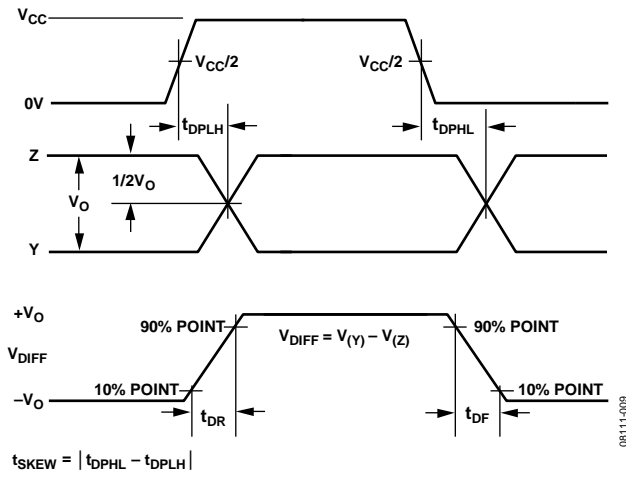 VCC
VCC/2
VCC/2
0V
tDPLH
tDPHL
Z
1/2VO
VO
Y
+VO
90% POINT
VDIFF = V(Y) – V(Z)
90% POINT
VDIFF
–VO
10% POINT
10% POINT
tDR
tDF
tSKEW = |tDPHL – tDPLH|
08111-009